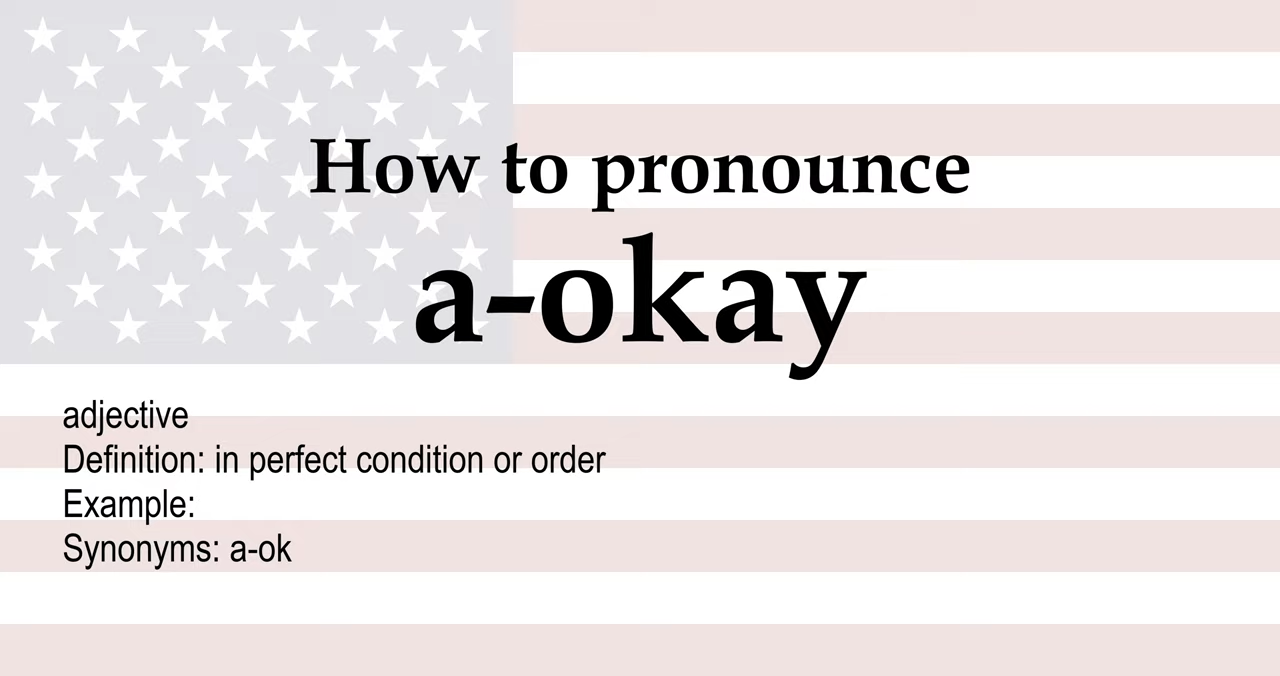 How to pronounce
a-okay
adjective
Definition: in perfect condition or order
Example:
Synonyms: a-ok